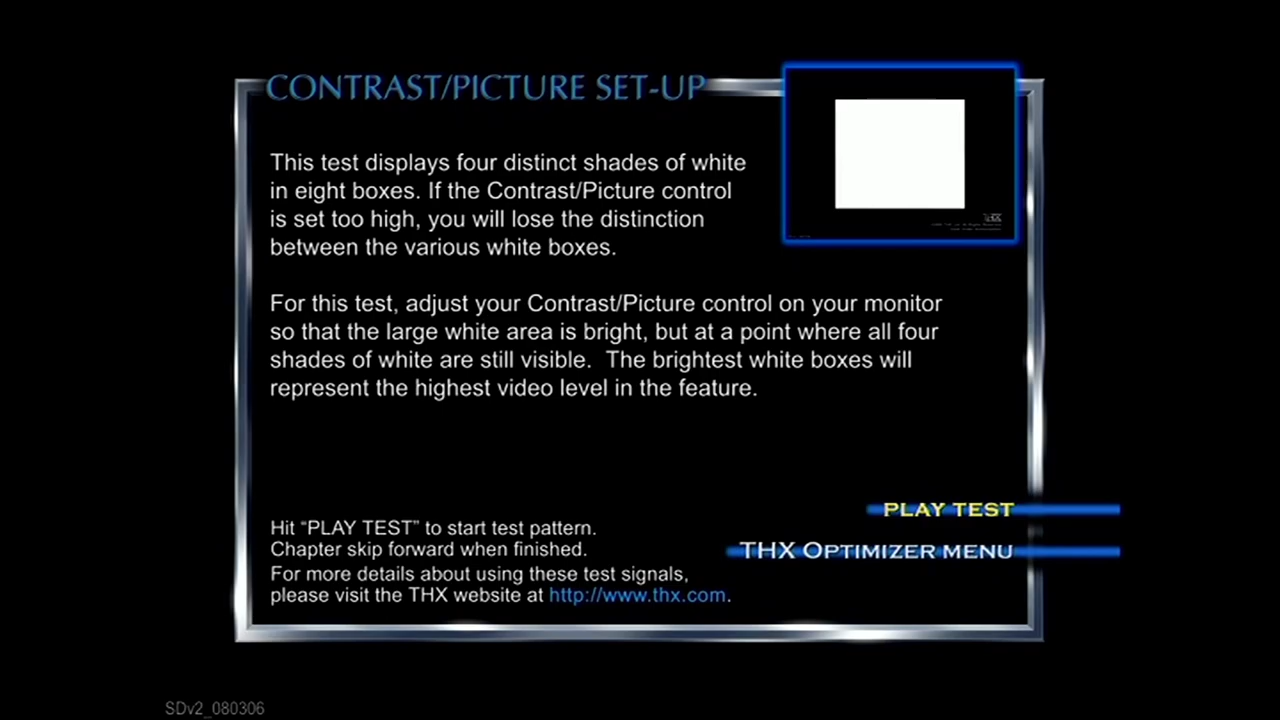 CONTRAST/PICTURE SET-UP
This test displays four distinct shades of white
in eight boxes. If the Contrast/Picture control
is set too high, you will lose the distinction
between the various white boxes.
THX
For this test, adjust your Contrast/Picture control on your monitor
so that the large white area is bright, but at a point where all four
shades of white are still visible.  The brightest white boxes will
represent the highest video level in the feature.
PLAY TEST
Hit “PLAY TEST” to start test pattern.
Chapter skip forward when finished.
THX OPTIMIZER MENU
For more details about using these test signals,
please visit the THX website at http://www.thx.com.
SDv2_080306